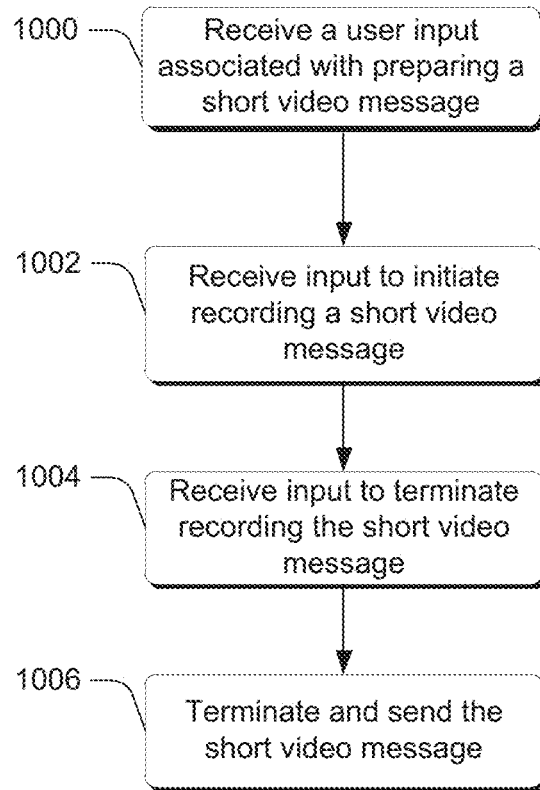 1000
Receive a user input
associated with preparing a
short video message
1002
Receive input to initiate
recording a short video
message
1004
Receive input to terminate
recording the short video
message
1006
Terminate and send the
short video message